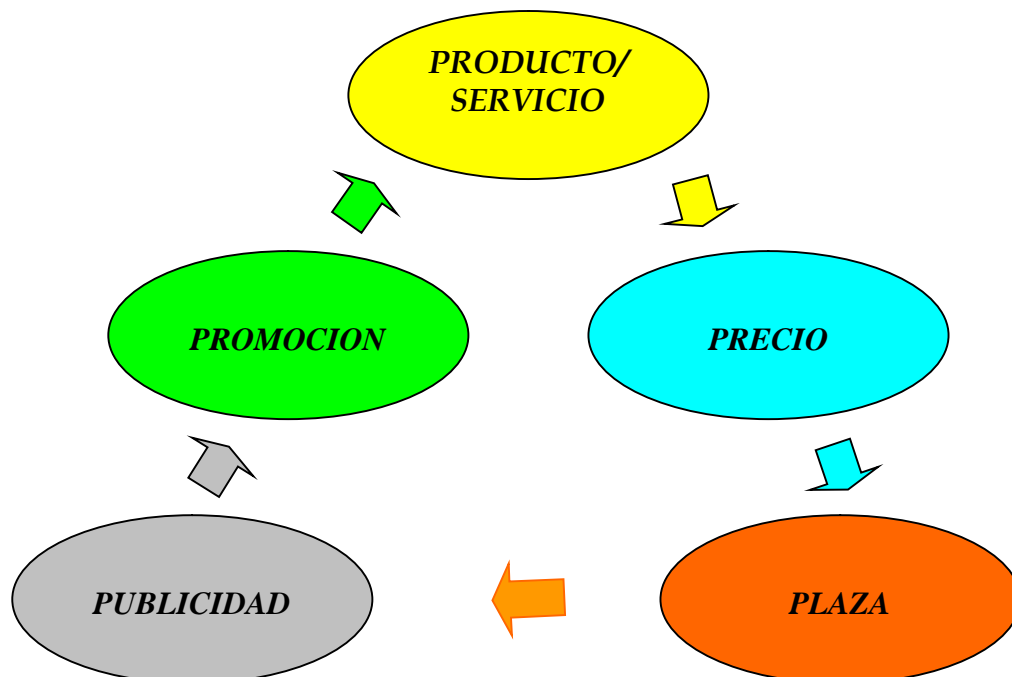 PRODUCTO/
SERVICIO
PROMOCION
PRECIO
PUBLICIDAD
PLAZA